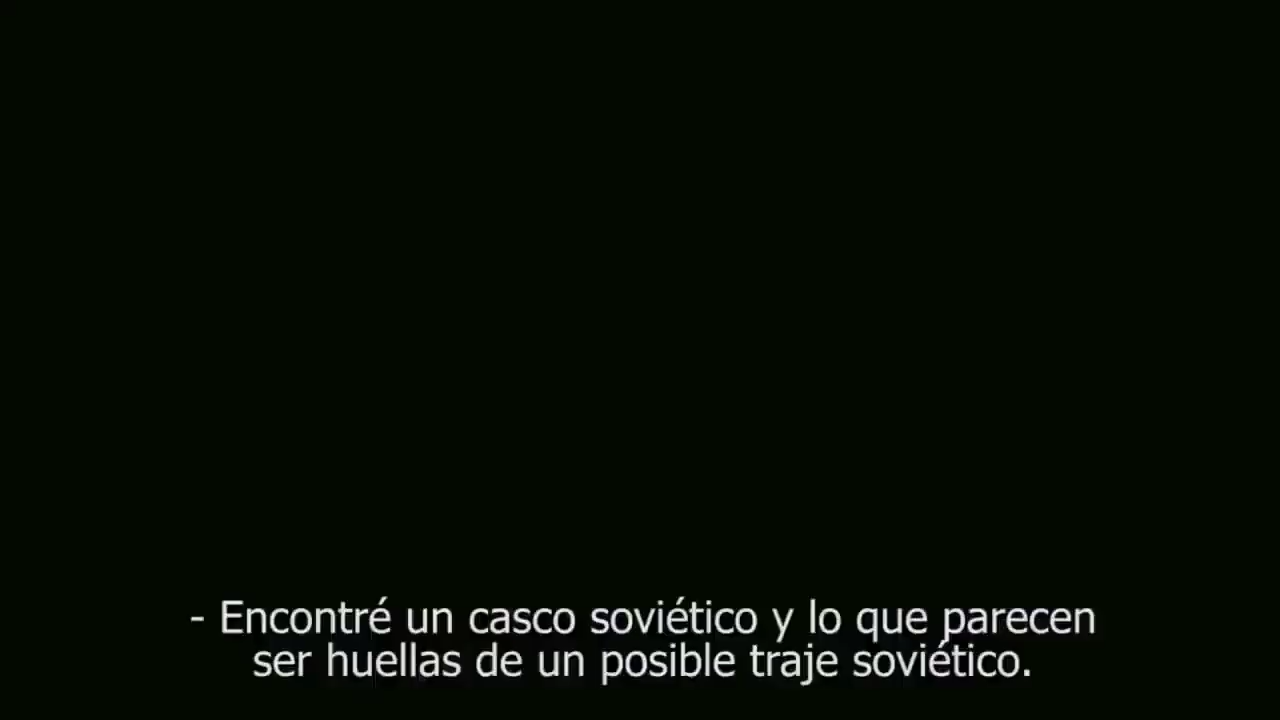 - Encontré un casco soviético y lo que parecen
ser huellas de un posible traje soviético.